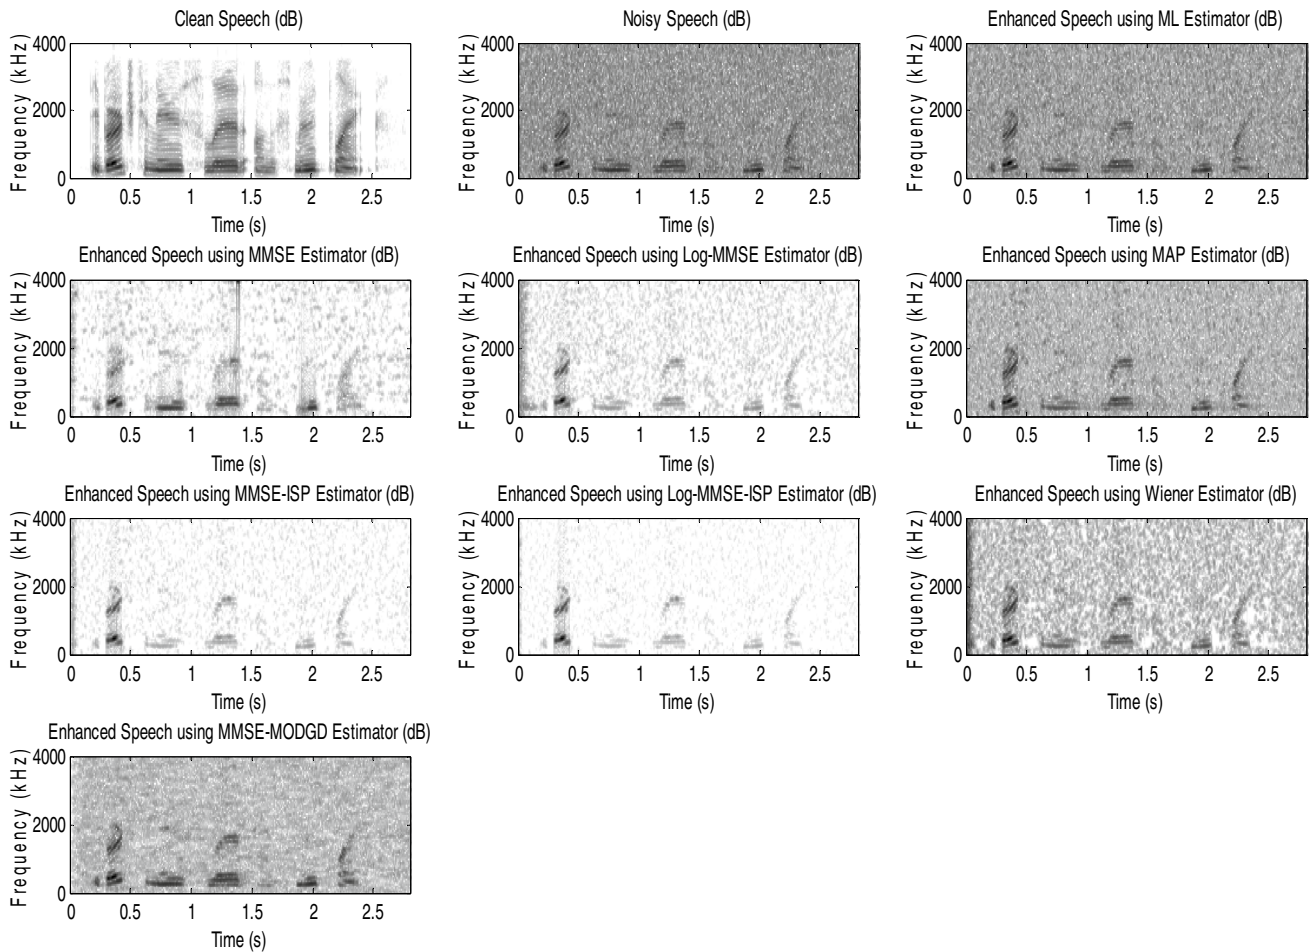 Clean Speech (dB)
Frequency (kHz)
4000
2000
0
0 0.5 1 1.5 2 2.5
Time (s)
Noisy Speech (dB)
Frequency (kHz)
4000
2000
0
0 0.5 1 1.5 2 2.5
Time (s)
Enhanced Speech using ML Estimator (dB)
Frequency (kHz)
4000
2000
0
0 0.5 1 1.5 2 2.5
Time (s)
Enhanced Speech using MMSE Estimator (dB)
Frequency (kHz)
4000
2000
0
0 0.5 1 1.5 2 2.5
Time (s)
Enhanced Speech using Log-MMSE Estimator (dB)
Frequency (kHz)
4000
2000
0
0 0.5 1 1.5 2 2.5
Time (s)
Enhanced Speech using MAP Estimator (dB)
Frequency (kHz)
4000
2000
0
0 0.5 1 1.5 2 2.5
Time (s)
Enhanced Speech using MMSE-ISP Estimator (dB)
Frequency (kHz)
4000
2000
0
0 0.5 1 1.5 2 2.5
Time (s)
Enhanced Speech using Log-MMSE-ISP Estimator (dB)
Frequency (kHz)
4000
2000
0
0 0.5 1 1.5 2 2.5
Time (s)
Enhanced Speech using Wiener Estimator (dB)
Frequency (kHz)
4000
2000
0
0 0.5 1 1.5 2 2.5
Time (s)
Enhanced Speech using MMSE-MODGD Estimator (dB)
Frequency (kHz)
4000
2000
0
0 0.5 1 1.5 2 2.5
Time (s)